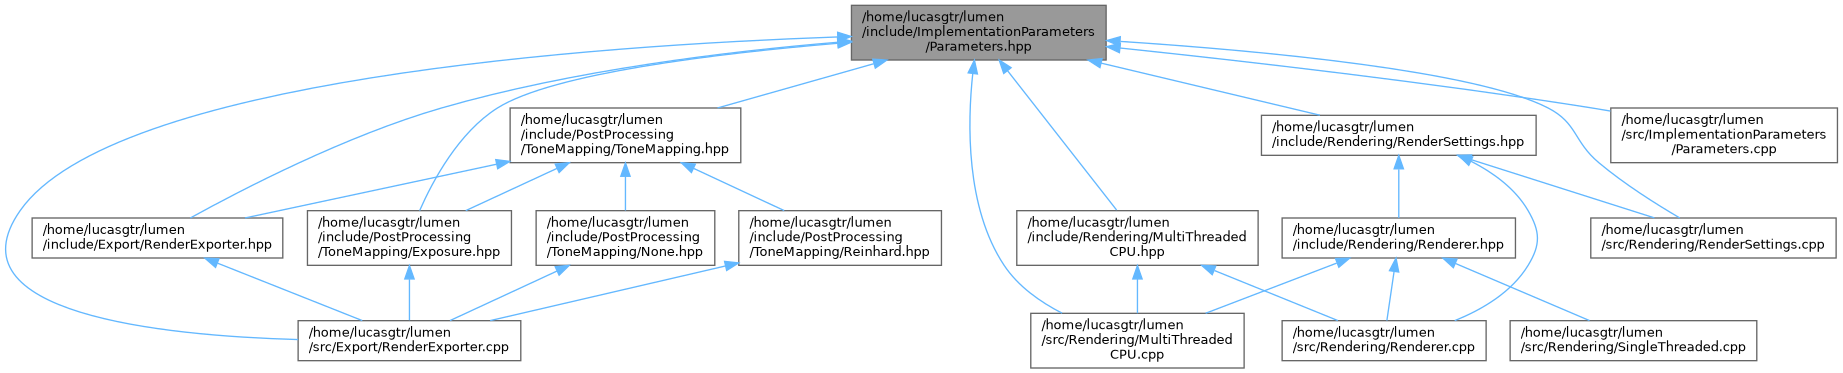 /home/lucasgtr/lumen
/include/ImplementationParameters
/Parameters.hpp
/home/lucasgtr/lumen
/include/PostProcessing
/ToneMapping/ToneMapping.hpp
/home/lucasgtr/lumen
/include/Rendering/RenderSettings.hpp
/home/lucasgtr/lumen
/src/ImplementationParameters
/Parameters.cpp
/home/lucasgtr/lumen
/include/Export/RenderExporter.hpp
/home/lucasgtr/lumen
/include/PostProcessing
/ToneMapping/Exposure.hpp
/home/lucasgtr/lumen
/include/PostProcessing
/ToneMapping/None.hpp
/home/lucasgtr/lumen
/include/PostProcessing
/ToneMapping/Reinhard.hpp
/home/lucasgtr/lumen
/include/Rendering/MultiThreaded
CPU.hpp
/home/lucasgtr/lumen
/include/Rendering/Renderer.hpp
/home/lucasgtr/lumen
/src/Rendering/RenderSettings.cpp
/home/lucasgtr/lumen
/src/Export/RenderExporter.cpp
/home/lucasgtr/lumen
/src/Rendering/MultiThreaded
CPU.cpp
/home/lucasgtr/lumen
/src/Rendering/Renderer.cpp
/home/lucasgtr/lumen
/src/Rendering/SingleThreaded.cpp